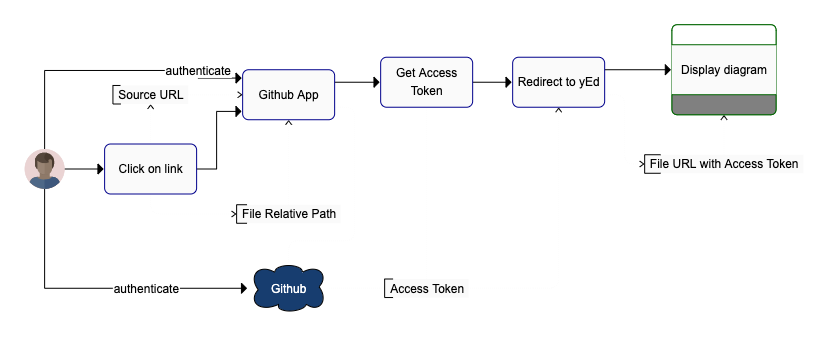 authenticate
Source URL
Github App
Get Access
Token
Redirect to yEd
Display diagram
Click on link
File URL with Access Token
File Relative Path
authenticate
Github
Access Token